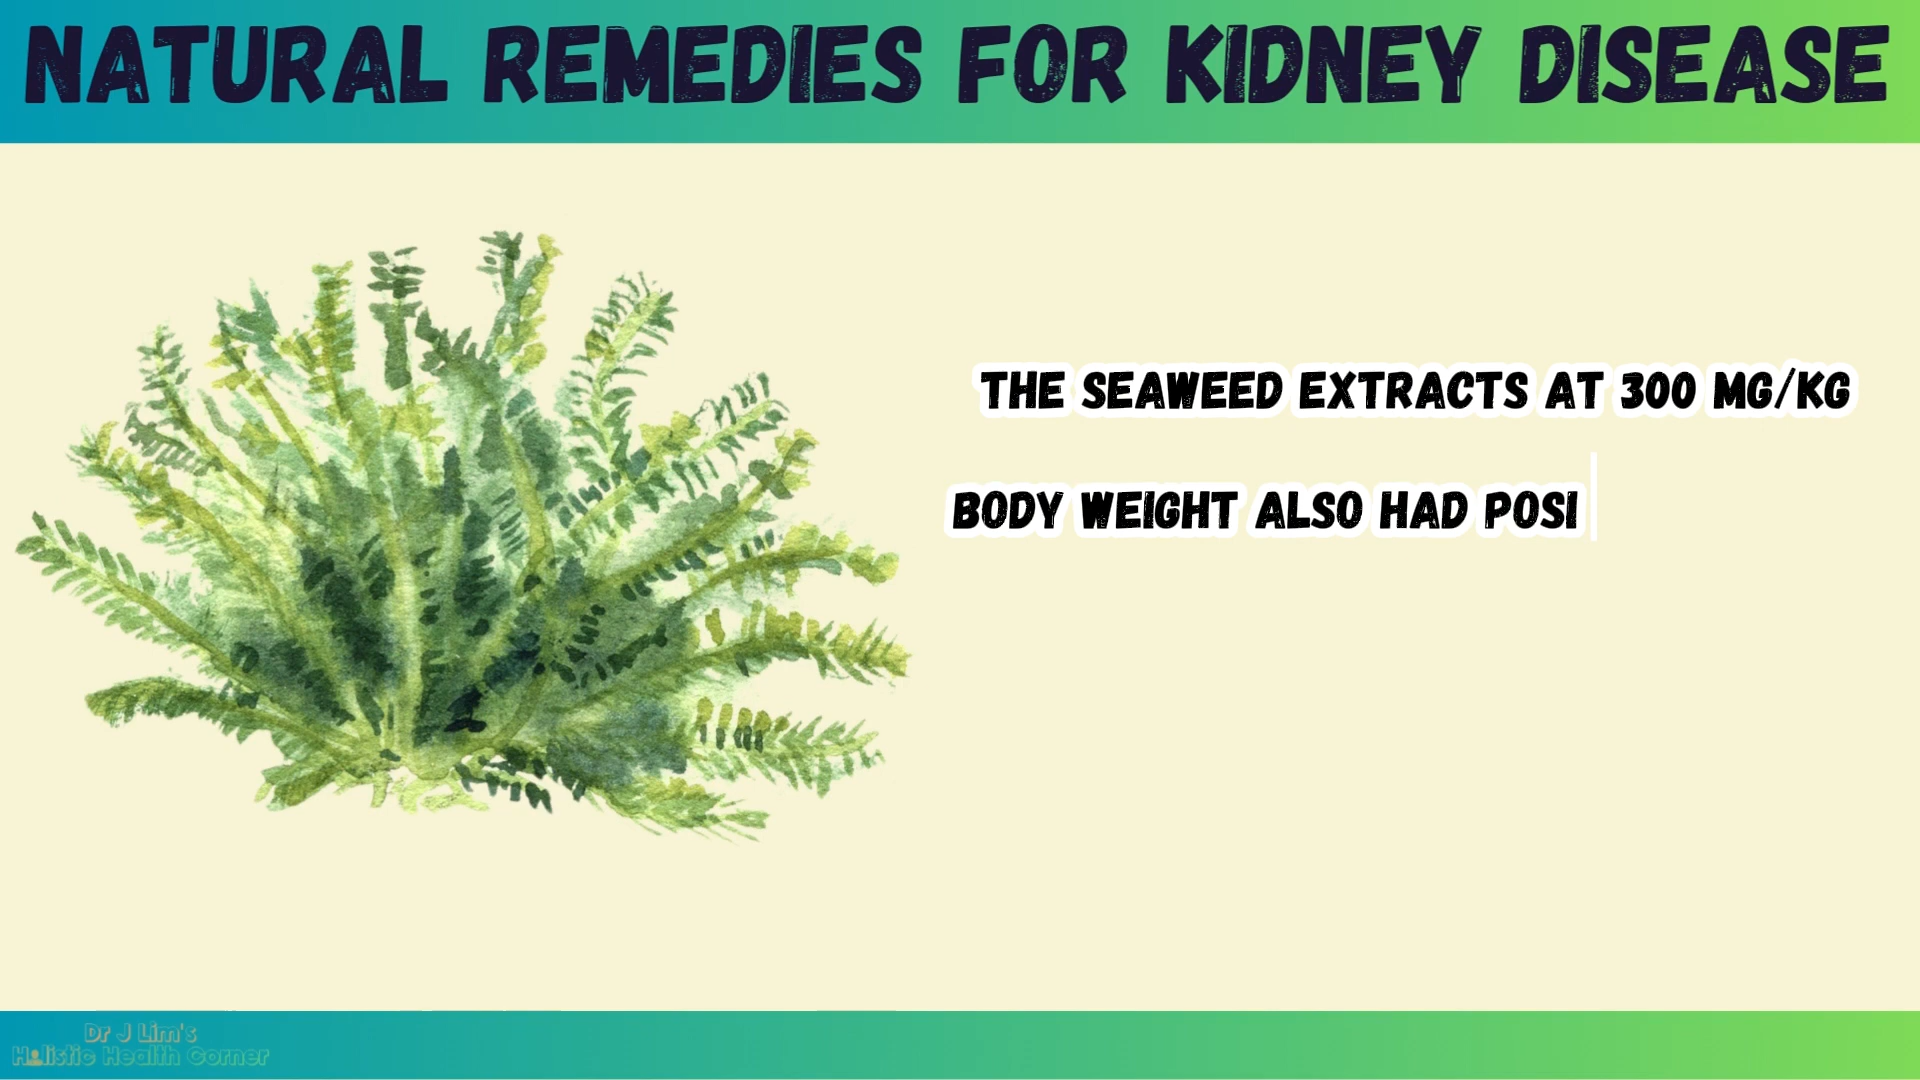 NATURAL REMEDIES FOR KIDNEY DISEASE
THE SEAWEED EXTRACTS AT 300 MG/KG
BODY WEIGHT ALSO HAD POSI
Dr J Lim's
Holistic Health Corner